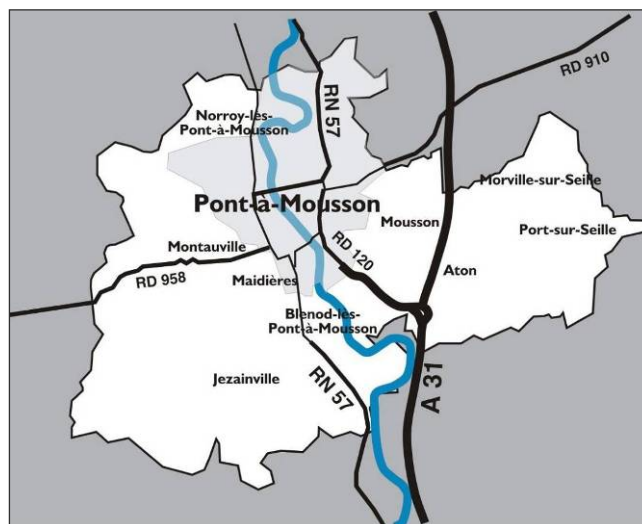 RD 910
RN 57
Norroy-lès-
Pont-à-Mousson
Morville-sur-Seille
Pont-à-Mousson
Mousson
Port-sur-Seille
Montauville
RD 120
Aton
RD 958
Maidières
Blenod-lès-
Pont-à-Mousson
Jezainville
RN 57
A 31